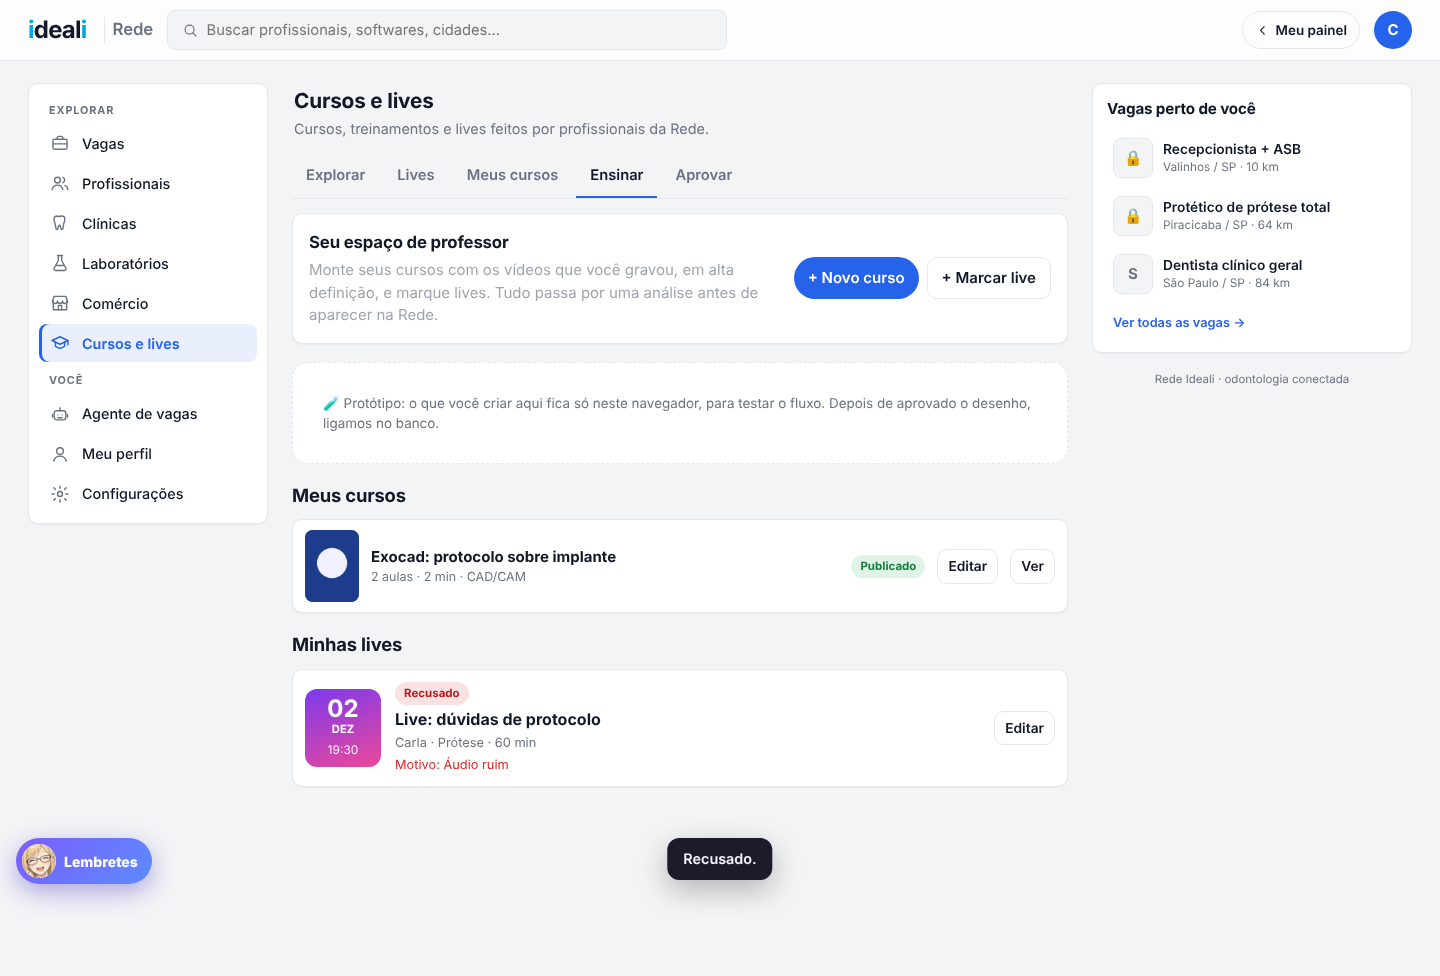 ideali
Rede
Buscar profissionais, softwares, cidades...
Meu painel
C
EXPLORAR
Vagas
Profissionais
Clínicas
Laboratórios
Comércio
Cursos e lives
VOCÊ
Agente de vagas
Meu perfil
Configurações
Cursos e lives
Cursos, treinamentos e lives feitos por profissionais da Rede.
Explorar
Lives
Meus cursos
Ensinar
Aprovar
Seu espaço de professor
Monte seus cursos com os vídeos que você gravou, em alta
definição, e marque lives. Tudo passa por uma análise antes de
aparecer na Rede.
+ Novo curso
+ Marcar live
Protótipo: o que você criar aqui fica só neste navegador, para testar o fluxo. Depois de aprovado o desenho,
ligamos no banco.
Meus cursos
Exocad: protocolo sobre implante
2 aulas · 2 min · CAD/CAM
Publicado
Editar
Ver
Minhas lives
02
DEZ
19:30
Recusado
Live: dúvidas de protocolo
Carla · Prótese · 60 min
Motivo: Áudio ruim
Editar
Vagas perto de você
Recepcionista + ASB
Valinhos / SP · 10 km
Protético de prótese total
Piracicaba / SP · 64 km
S
Dentista clínico geral
São Paulo / SP · 84 km
Ver todas as vagas →
Rede Ideali · odontologia conectada
Lembretes
Recusado.